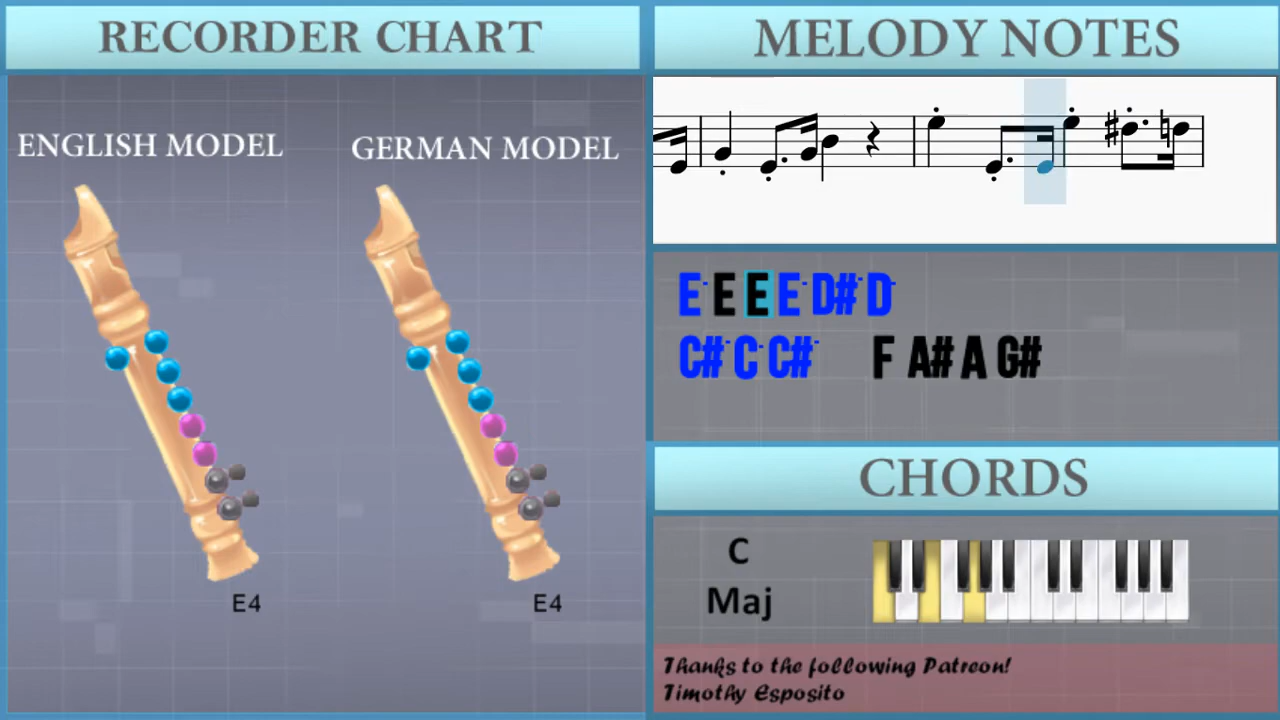 RECORDER CHART
ENGLISH MODEL
GERMAN MODEL
E4
E4
MELODY NOTES
E- E E E- D#- D-
C#- C- C#- F A# A G#
CHORDS
C
Maj
Thanks to the following Patreon!
Timothy Esposito